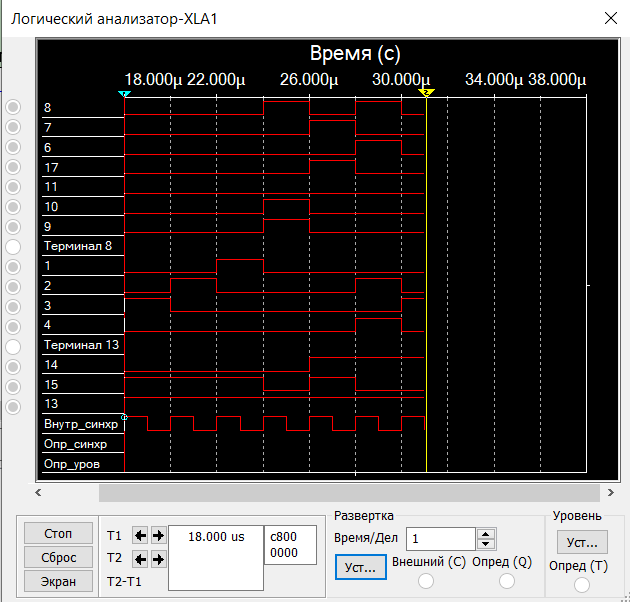 Логический анализатор-XLA1
Время (с)
18.000µ 22.000µ 26.000µ 30.000µ 34.000µ 38.000µ
1 2
8
7
6
17
11
10
9
Терминал 8
1
2
3
4
Терминал 13
14
15
13
Внутр_синхр
Опр_синхр
Опр_уров
Стоп
Сброс
Экран
T1
T2
T2-T1
18.000 us
c800
0000
Развертка
Время/Дел 1
Уст...
Внешний (C) Опред (Q)
Уровень
Уст...
Опред (T)